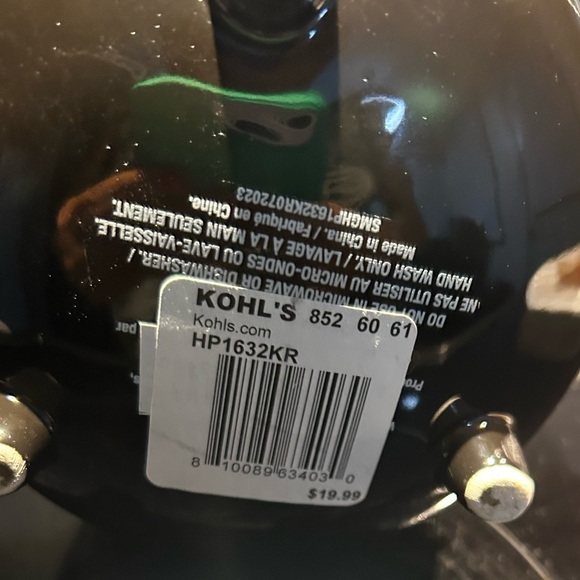 KOHL'S 852 60 61
Kohls.com
HP1632KR
8 10089 63403 0
$19.99
DO NOT USE IN MICROWAVE OR DISHWASHER. /
NE PAS UTILISER AU MICRO-ONDES OU LAVE-VAISSELLE.
HAND WASH ONLY. / LAVAGE À LA MAIN SEULEMENT.
Made in China. / Fabriqué en Chine.
SMGHP1632KR072023
par